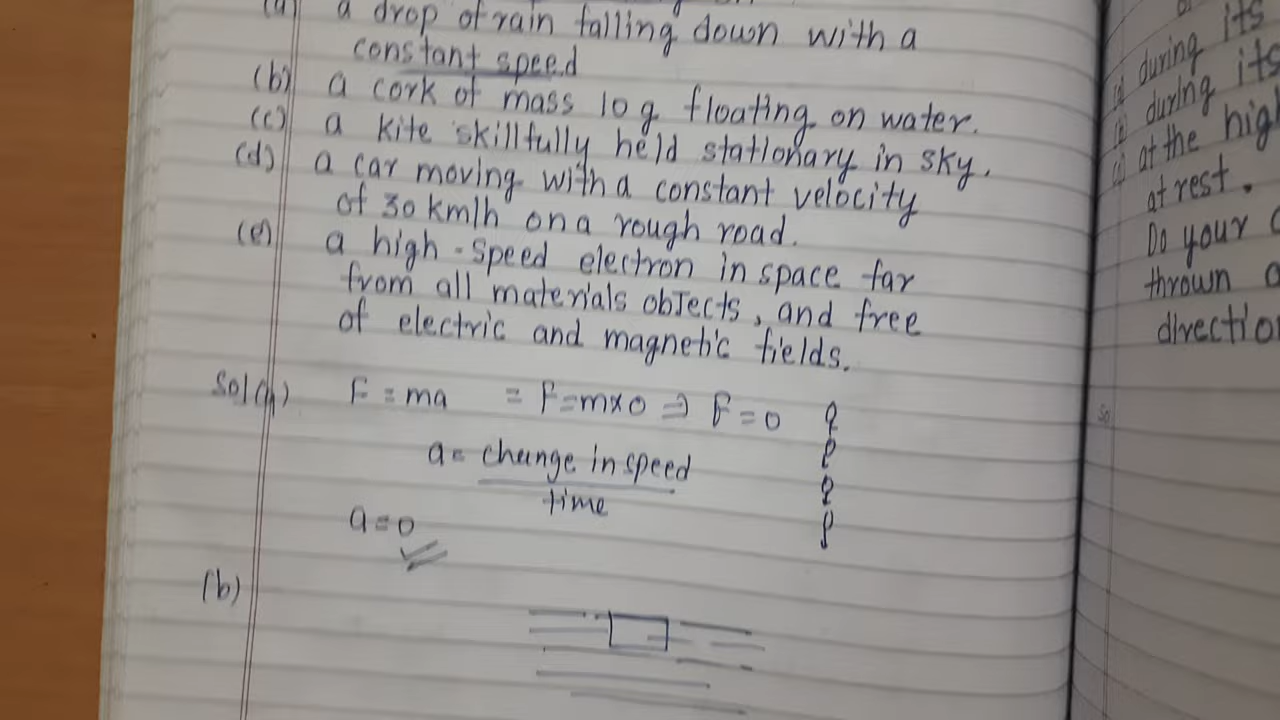 (a) a drop of rain falling down with a
constant speed
(b) a cork of mass 10g floating on water.
(c) a kite skillfully held stationary in sky.
(d) a car moving with a constant velocity
of 30 km/h on a rough road.
(e) a high-speed electron in space far
from all materials objects, and free
of electric and magnetic fields.
Sol(a) F = ma = F=m×0 ⇒ F=0
a = change in speed
time
a=0
(b)
during its
during its
at the hig
at rest.
Do your
thrown a
directio
So